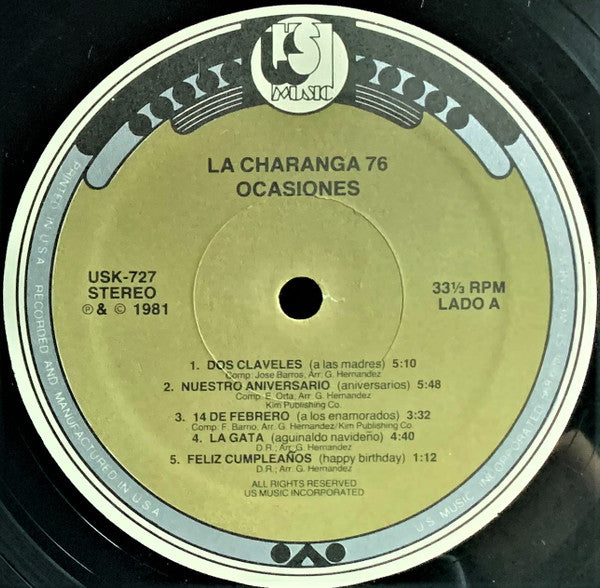 US
MUSIC
LA CHARANGA 76
OCASIONES
USK-727
STEREO
℗ & © 1981
33⅓ RPM
LADO A
1. DOS CLAVELES (a las madres) 5:10
Comp: Jose Barros, Arr: G. Hernandez
2. NUESTRO ANIVERSARIO (aniversarios) 5:48
Comp: E. Orta; Arr: G. Hernandez
Kim Publishing Co.
3. 14 DE FEBRERO (a los enamorados) 3:32
Comp: F. Barrio, Arr: G. Hernandez/Kim Publishing Co.
4. LA GATA (aguinaldo navideño) 4:40
D.R.; Arr: G. Hernandez
5. FELIZ CUMPLEAÑOS (happy birthday) 1:12
D.R.; Arr: G. Hernandez
ALL RIGHTS RESERVED
US MUSIC INCORPORATED
PRINTED IN U.S.A. RECORDED AND MANUFACTURED IN U.S.A.
US MUSIC INCORPORATED